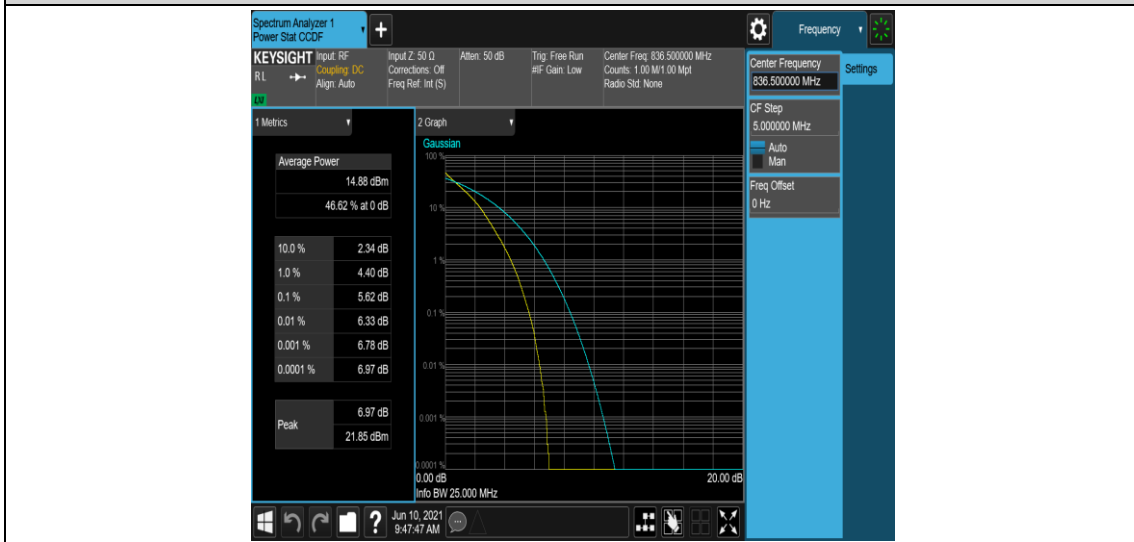 Spectrum Analyzer 1
Power Stat CCDF
Frequency
KEYSIGHT
RL
LXI
Input: RF
Coupling: DC
Align: Auto
Input Z: 50 Ω
Corrections: Off
Freq Ref: Int (S)
Atten: 50 dB
Trig: Free Run
#IF Gain: Low
Center Freq: 836.500000 MHz
Counts: 1.00 M/1.00 Mpt
Radio Std: None
Center Frequency
836.500000 MHz
Settings
CF Step
5.000000 MHz
Auto
Man
Freq Offset
0 Hz
1 Metrics
Average Power
14.88 dBm
46.62 % at 0 dB
10.0 % 2.34 dB
1.0 % 4.40 dB
0.1 % 5.62 dB
0.01 % 6.33 dB
0.001 % 6.78 dB
0.0001 % 6.97 dB
Peak
6.97 dB
21.85 dBm
2 Graph
Gaussian
100 %
10 %
1 %
0.1 %
0.01 %
0.001 %
0.0001 %
0.00 dB 20.00 dB
Info BW 25.000 MHz
?
Jun 10, 2021
9:47:47 AM